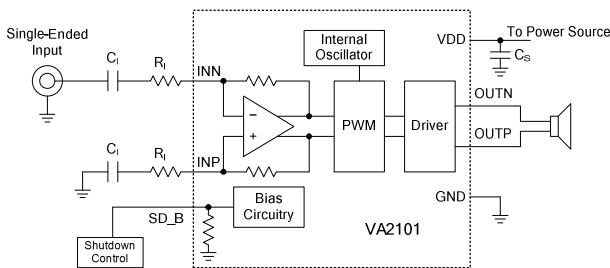 Single-Ended
Input
CI
RI
INN
CI
RI
INP
Internal
Oscillator
PWM
Driver
VDD
To Power Source
CS
OUTN
OUTP
GND
Bias
Circuitry
SD_B
Shutdown
Control
VA2101
−
+